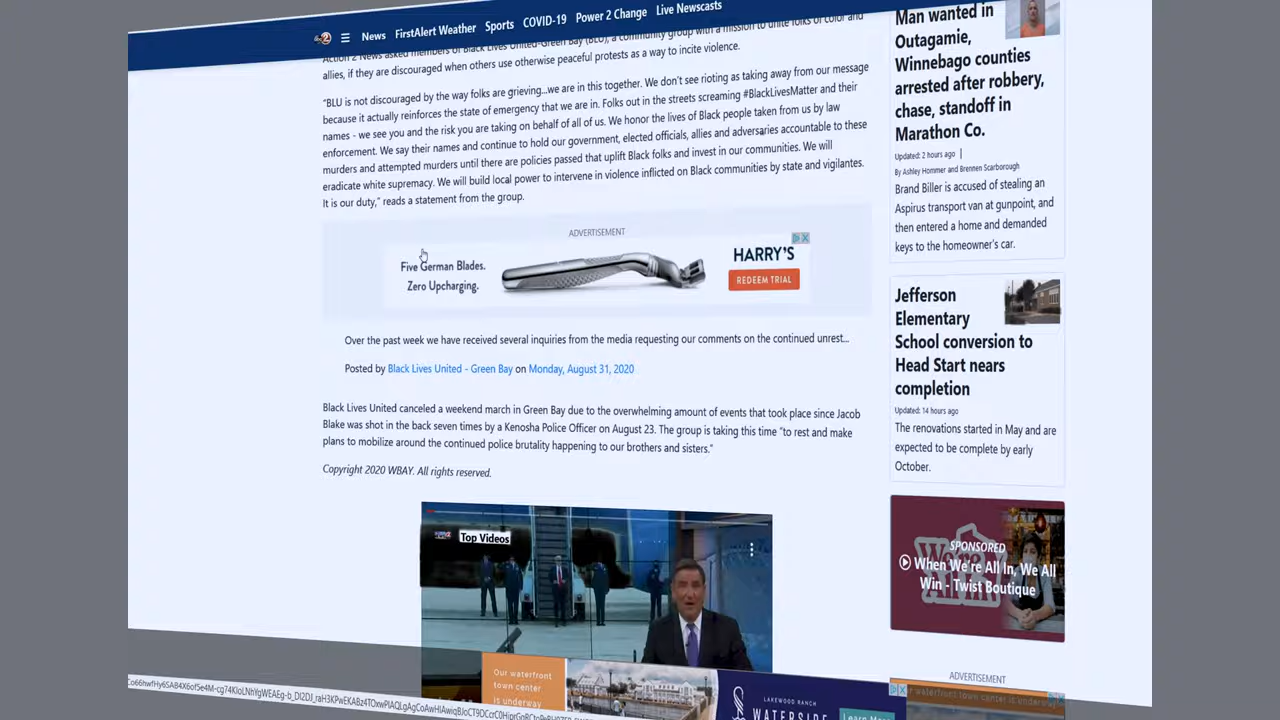 News FirstAlert Weather Sports COVID-19 Power 2 Change Live Newscasts
Action 2 News asked members of Black Lives United-Green Bay (BLU), a community group with a mission to unite folks of color and
allies, if they are discouraged when others use otherwise peaceful protests as a way to incite violence.
“BLU is not discouraged by the way folks are grieving...we are in this together. We don’t see rioting as taking away from our message
because it actually reinforces the state of emergency that we are in. Folks out in the streets screaming #BlackLivesMatter and their
names - we see you and the risk you are taking on behalf of all of us. We honor the lives of Black people taken from us by law
enforcement. We say their names and continue to hold our government, elected officials, allies and adversaries accountable to these
murders and attempted murders until there are policies passed that uplift Black folks and invest in our communities. We will
eradicate white supremacy. We will build local power to intervene in violence inflicted on Black communities by state and vigilantes.
It is our duty,” reads a statement from the group.
ADVERTISEMENT
Five German Blades.
Zero Upcharging.
HARRY'S
REDEEM TRIAL
Over the past week we have received several inquiries from the media requesting our comments on the continued unrest...
Posted by Black Lives United - Green Bay on Monday, August 31, 2020
Black Lives United canceled a weekend march in Green Bay due to the overwhelming amount of events that took place since Jacob
Blake was shot in the back seven times by a Kenosha Police Officer on August 23. The group is taking this time “to rest and make
plans to mobilize around the continued police brutality happening to our brothers and sisters.”
Copyright 2020 WBAY. All rights reserved.
Top Videos
Our waterfront
town center
is underway
LAKEWOOD RANCH
WATERSIDE
Learn More
Man wanted in
Outagamie,
Winnebago counties
arrested after robbery,
chase, standoff in
Marathon Co.
Updated: 2 hours ago |
By Ashley Hommer and Brennen Scarborough
Brand Biller is accused of stealing an
Aspirus transport van at gunpoint, and
then entered a home and demanded
keys to the homeowner's car.
Jefferson
Elementary
School conversion to
Head Start nears
completion
Updated: 14 hours ago
The renovations started in May and are
expected to be complete by early
October.
SPONSORED
When We're All In, We All
Win - Twist Boutique
ADVERTISEMENT
waterfront town center is underway